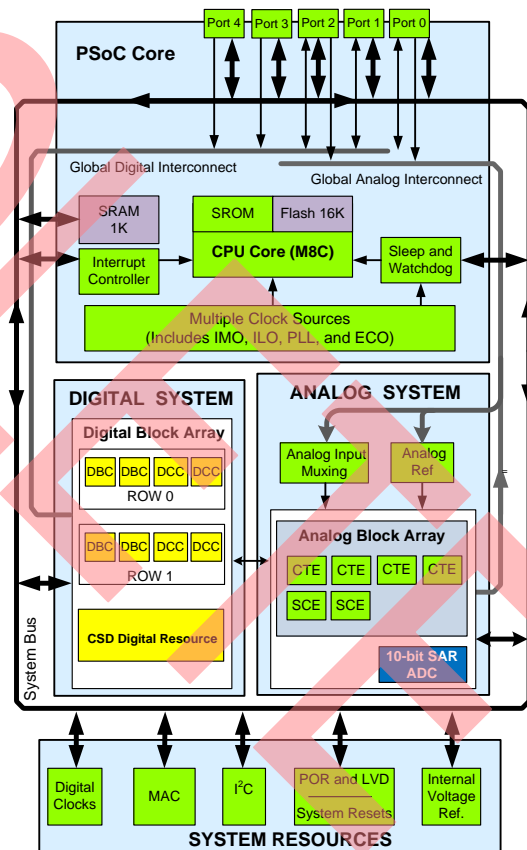 Port 4 Port 3 Port 2 Port 1 Port 0
PSoC Core
Global Digital Interconnect
Global Analog Interconnect
SRAM
1K
SROM
Flash 16K
CPU Core (M8C)
Interrupt
Controller
Sleep and
Watchdog
Multiple Clock Sources
(Includes IMO, ILO, PLL, and ECO)
DIGITAL SYSTEM
Digital Block Array
DBC DBC DCC DCC
ROW 0
DBC DBC DCC DCC
ROW 1
CSD Digital Resource
ANALOG SYSTEM
Analog Input
Muxing
Analog
Ref
Analog Block Array
CTE CTE CTE CTE
SCE SCE
10-bit SAR
ADC
System Bus
Digital
Clocks
MAC
I²C
POR and LVD
System Resets
Internal
Voltage
Ref.
SYSTEM RESOURCES